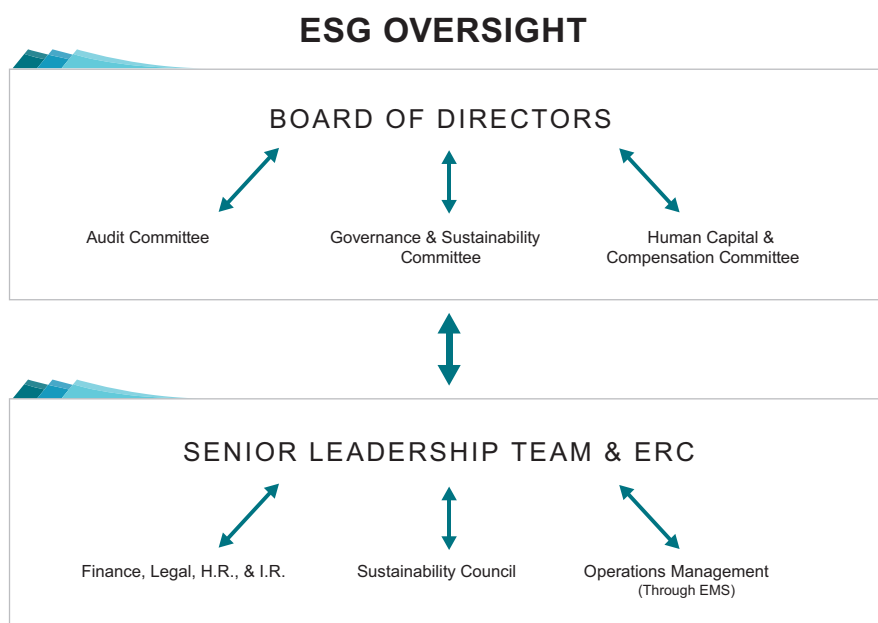 ESG OVERSIGHT
BOARD OF DIRECTORS
Audit Committee
Governance & Sustainability
Committee
Human Capital &
Compensation Committee
SENIOR LEADERSHIP TEAM & ERC
Finance, Legal, H.R., & I.R.
Sustainability Council
Operations Management
(Through EMS)